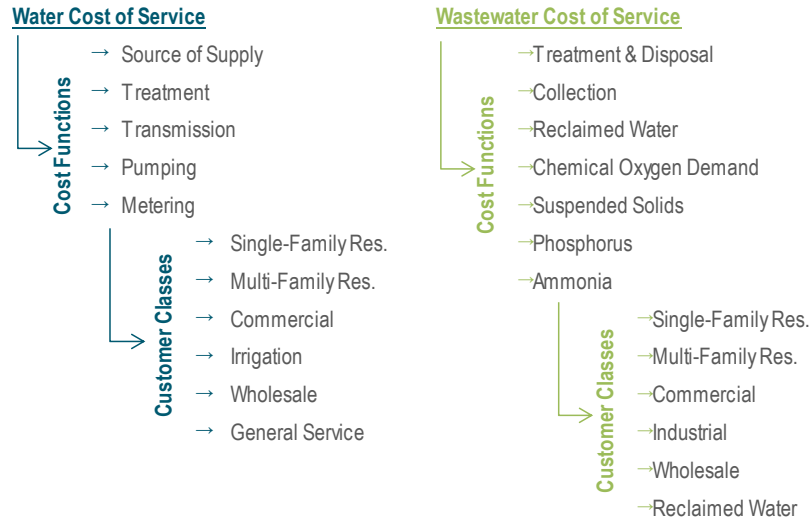 Water Cost of Service
Cost Functions
→ Source of Supply
→ Treatment
→ Transmission
→ Pumping
→ Metering
Customer Classes
→ Single-Family Res.
→ Multi-Family Res.
→ Commercial
→ Irrigation
→ Wholesale
→ General Service
Wastewater Cost of Service
Cost Functions
→Treatment & Disposal
→Collection
→Reclaimed Water
→Chemical Oxygen Demand
→Suspended Solids
→Phosphorus
→Ammonia
Customer Classes
→Single-Family Res.
→Multi-Family Res.
→Commercial
→Industrial
→Wholesale
→Reclaimed Water